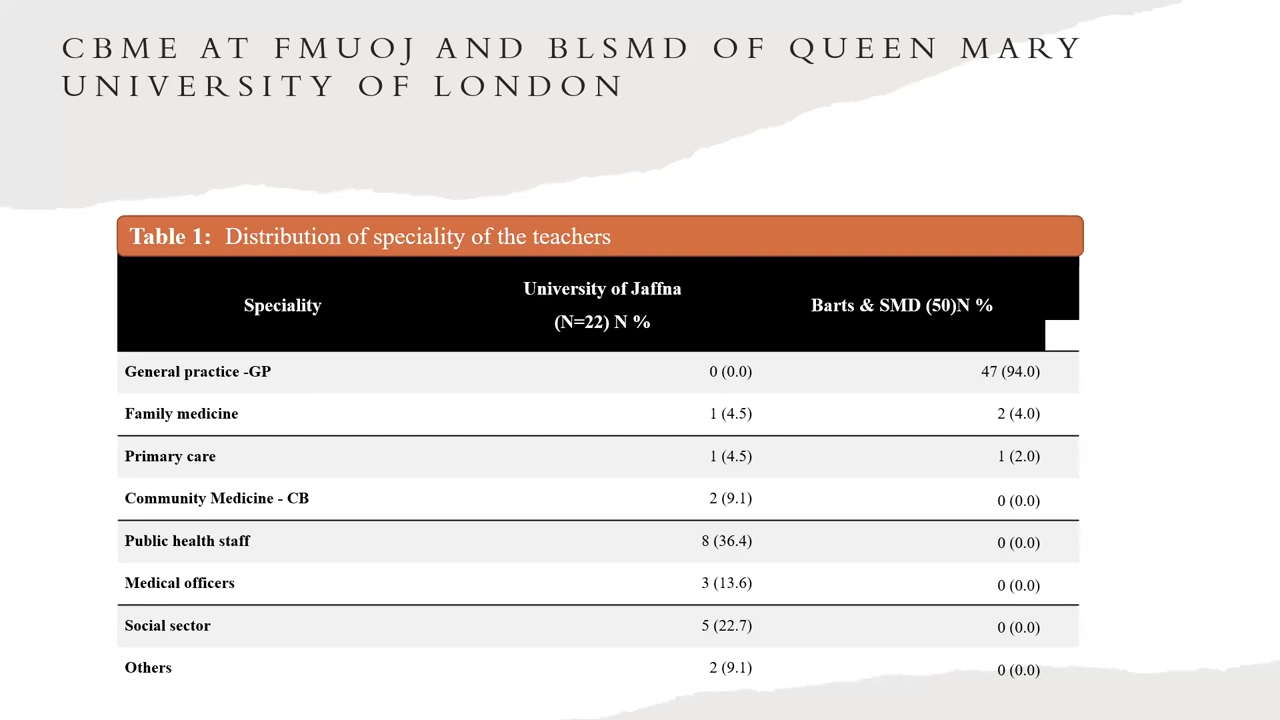 CBME AT FMUOJ AND BLSMD OF QUEEN MARY
UNIVERSITY OF LONDON
Table 1: Distribution of speciality of the teachers
Speciality University of Jaffna (N=22) N % Barts & SMD (50)N %
General practice -GP 0 (0.0) 47 (94.0)
Family medicine 1 (4.5) 2 (4.0)
Primary care 1 (4.5) 1 (2.0)
Community Medicine - CB 2 (9.1) 0 (0.0)
Public health staff 8 (36.4) 0 (0.0)
Medical officers 3 (13.6) 0 (0.0)
Social sector 5 (22.7) 0 (0.0)
Others 2 (9.1) 0 (0.0)